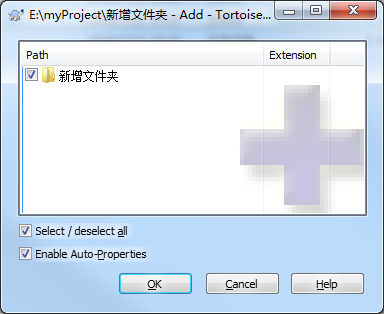 E:\myProject\新增文件夹 - Add - Tortoise...
Path Extension
新增文件夹
Select / deselect all
Enable Auto-Properties
OK Cancel Help